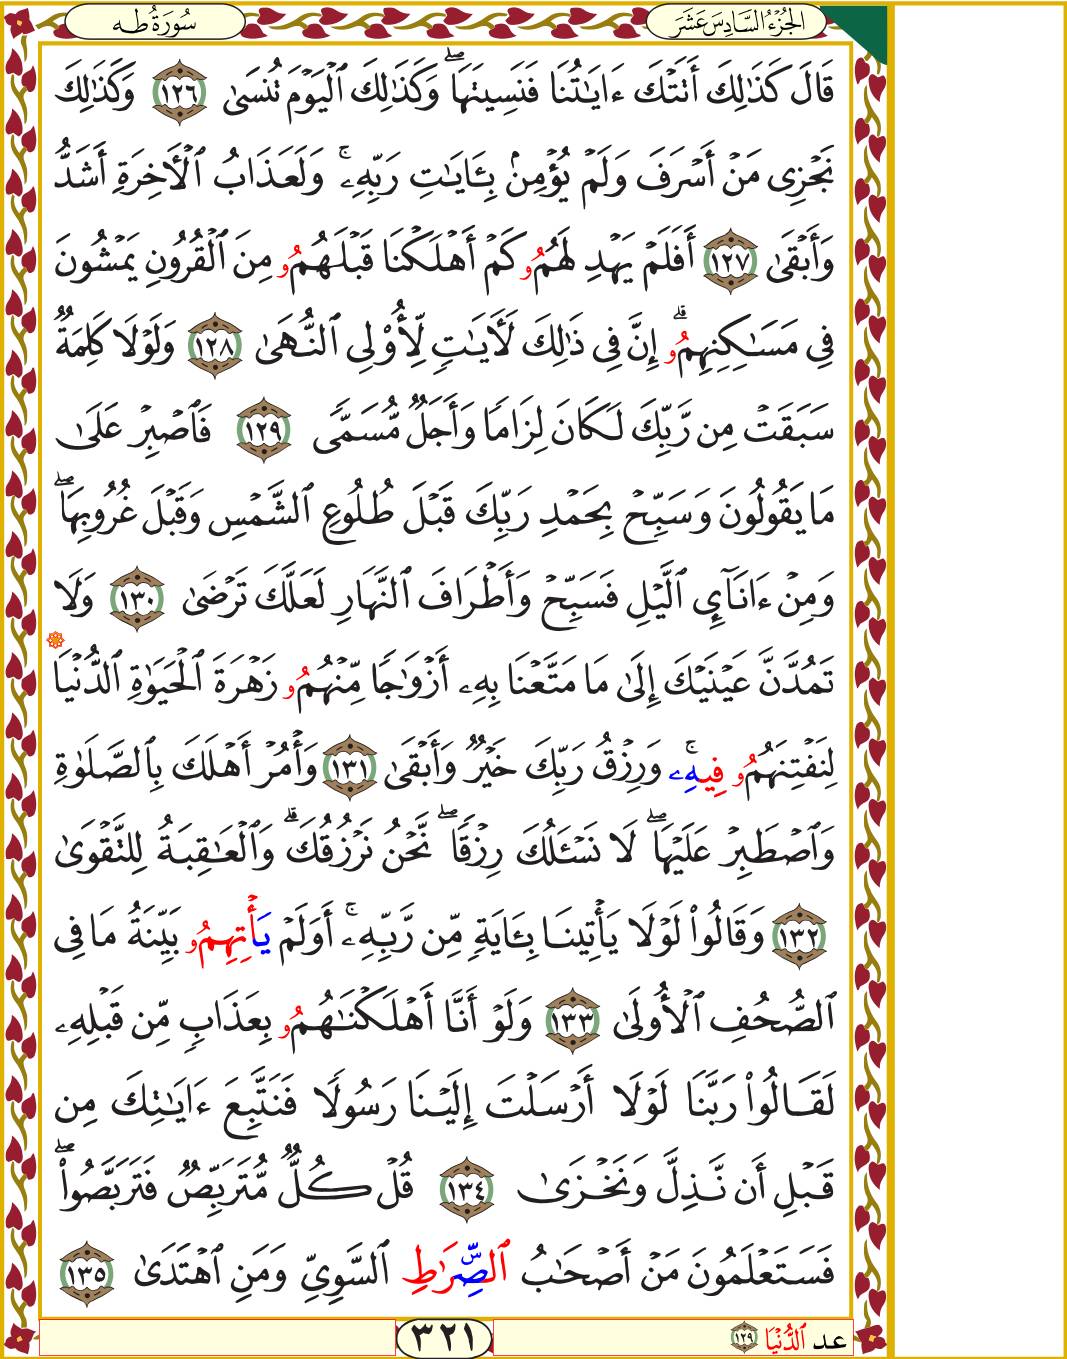 الجُزْءُ السَّادِسَ عَشَرَ
سُورَةُ طه
قَالَ كَذَٰلِكَ أَتَتْكَ ءَايَٰتُنَا فَنَسِيتَهَا ۖ وَكَذَٰلِكَ ٱلْيَوْمَ تُنسَىٰ ١٢٦ وَكَذَٰلِكَ
نَجْزِى مَنْ أَسْرَفَ وَلَمْ يُؤْمِنۢ بِـَٔايَٰتِ رَبِّهِۦ ۚ وَلَعَذَابُ ٱلْأَخِرَةِ أَشَدُّ
وَأَبْقَىٰ ١٢٧ أَفَلَمْ يَهْدِ لَهُمُۥ كَمْ أَهْلَكْنَا قَبْلَهُمُۥ مِنَ ٱلْقُرُونِ يَمْشُونَ
فِى مَسَٰكِنِهِمُۥ ۗ إِنَّ فِى ذَٰلِكَ لَأَيَٰتٍ لِّأُوْلِى ٱلنُّهَىٰ ١٢٨ وَلَوْلَا كَلِمَةٌ
سَبَقَتْ مِن رَّبِّكَ لَكَانَ لِزَامًا وَأَجَلٌ مُّسَمًّى ١٢٩ فَٱصْبِرْ عَلَىٰ
مَا يَقُولُونَ وَسَبِّحْ بِحَمْدِ رَبِّكَ قَبْلَ طُلُوعِ ٱلشَّمْسِ وَقَبْلَ غُرُوبِهَا ۖ
وَمِنْ ءَانَآئِ ٱلَّيْلِ فَسَبِّحْ وَأَطْرَافَ ٱلنَّهَارِ لَعَلَّكَ تَرْضَىٰ ١٣٠ وَلَا
تَمُدَّنَّ عَيْنَيْكَ إِلَىٰ مَا مَتَّعْنَا بِهِۦ أَزْوَٰجًا مِّنْهُمُۥ زَهْرَةَ ٱلْحَيَوٰةِ ٱلدُّنْيَا
لِنَفْتِنَهُمُۥ فِيهِۦ ۚ وَرِزْقُ رَبِّكَ خَيْرٌ وَأَبْقَىٰ ١٣١ وَأْمُرْ أَهْلَكَ بِٱلصَّلَوٰةِ
وَٱصْطَبِرْ عَلَيْهَا ۖ لَا نَسْـَٔلُكَ رِزْقًا ۖ نَّحْنُ نَرْزُقُكَ ۗ وَٱلْعَٰقِبَةُ لِلتَّقْوَىٰ
١٣٢ وَقَالُوا۟ لَوْلَا يَأْتِينَا بِـَٔايَةٍ مِّن رَّبِّهِۦ ۚ أَوَلَمْ يَأْتِهِمُۥ بَيِّنَةُ مَا فِى
ٱلصُّحُفِ ٱلْأُولَىٰ ١٣٣ وَلَوْ أَنَّا أَهْلَكْنَٰهُمُۥ بِعَذَابٍ مِّن قَبْلِهِۦ
لَقَالُوا۟ رَبَّنَا لَوْلَا أَرْسَلْتَ إِلَيْنَا رَسُولًا فَنَتَّبِعَ ءَايَٰتِكَ مِن
قَبْلِ أَن نَّذِلَّ وَنَخْزَىٰ ١٣٤ قُلْ كُلٌّ مُّتَرَبِّصٌ فَتَرَبَّصُوا۟ ۖ
فَسَتَعْلَمُونَ مَنْ أَصْحَٰبُ ٱلصِّرَٰطِ ٱلسَّوِىِّ وَمَنِ ٱهْتَدَىٰ ١٣٥
عد ٱلدُّنْيَا ١٢٩
٣٢١